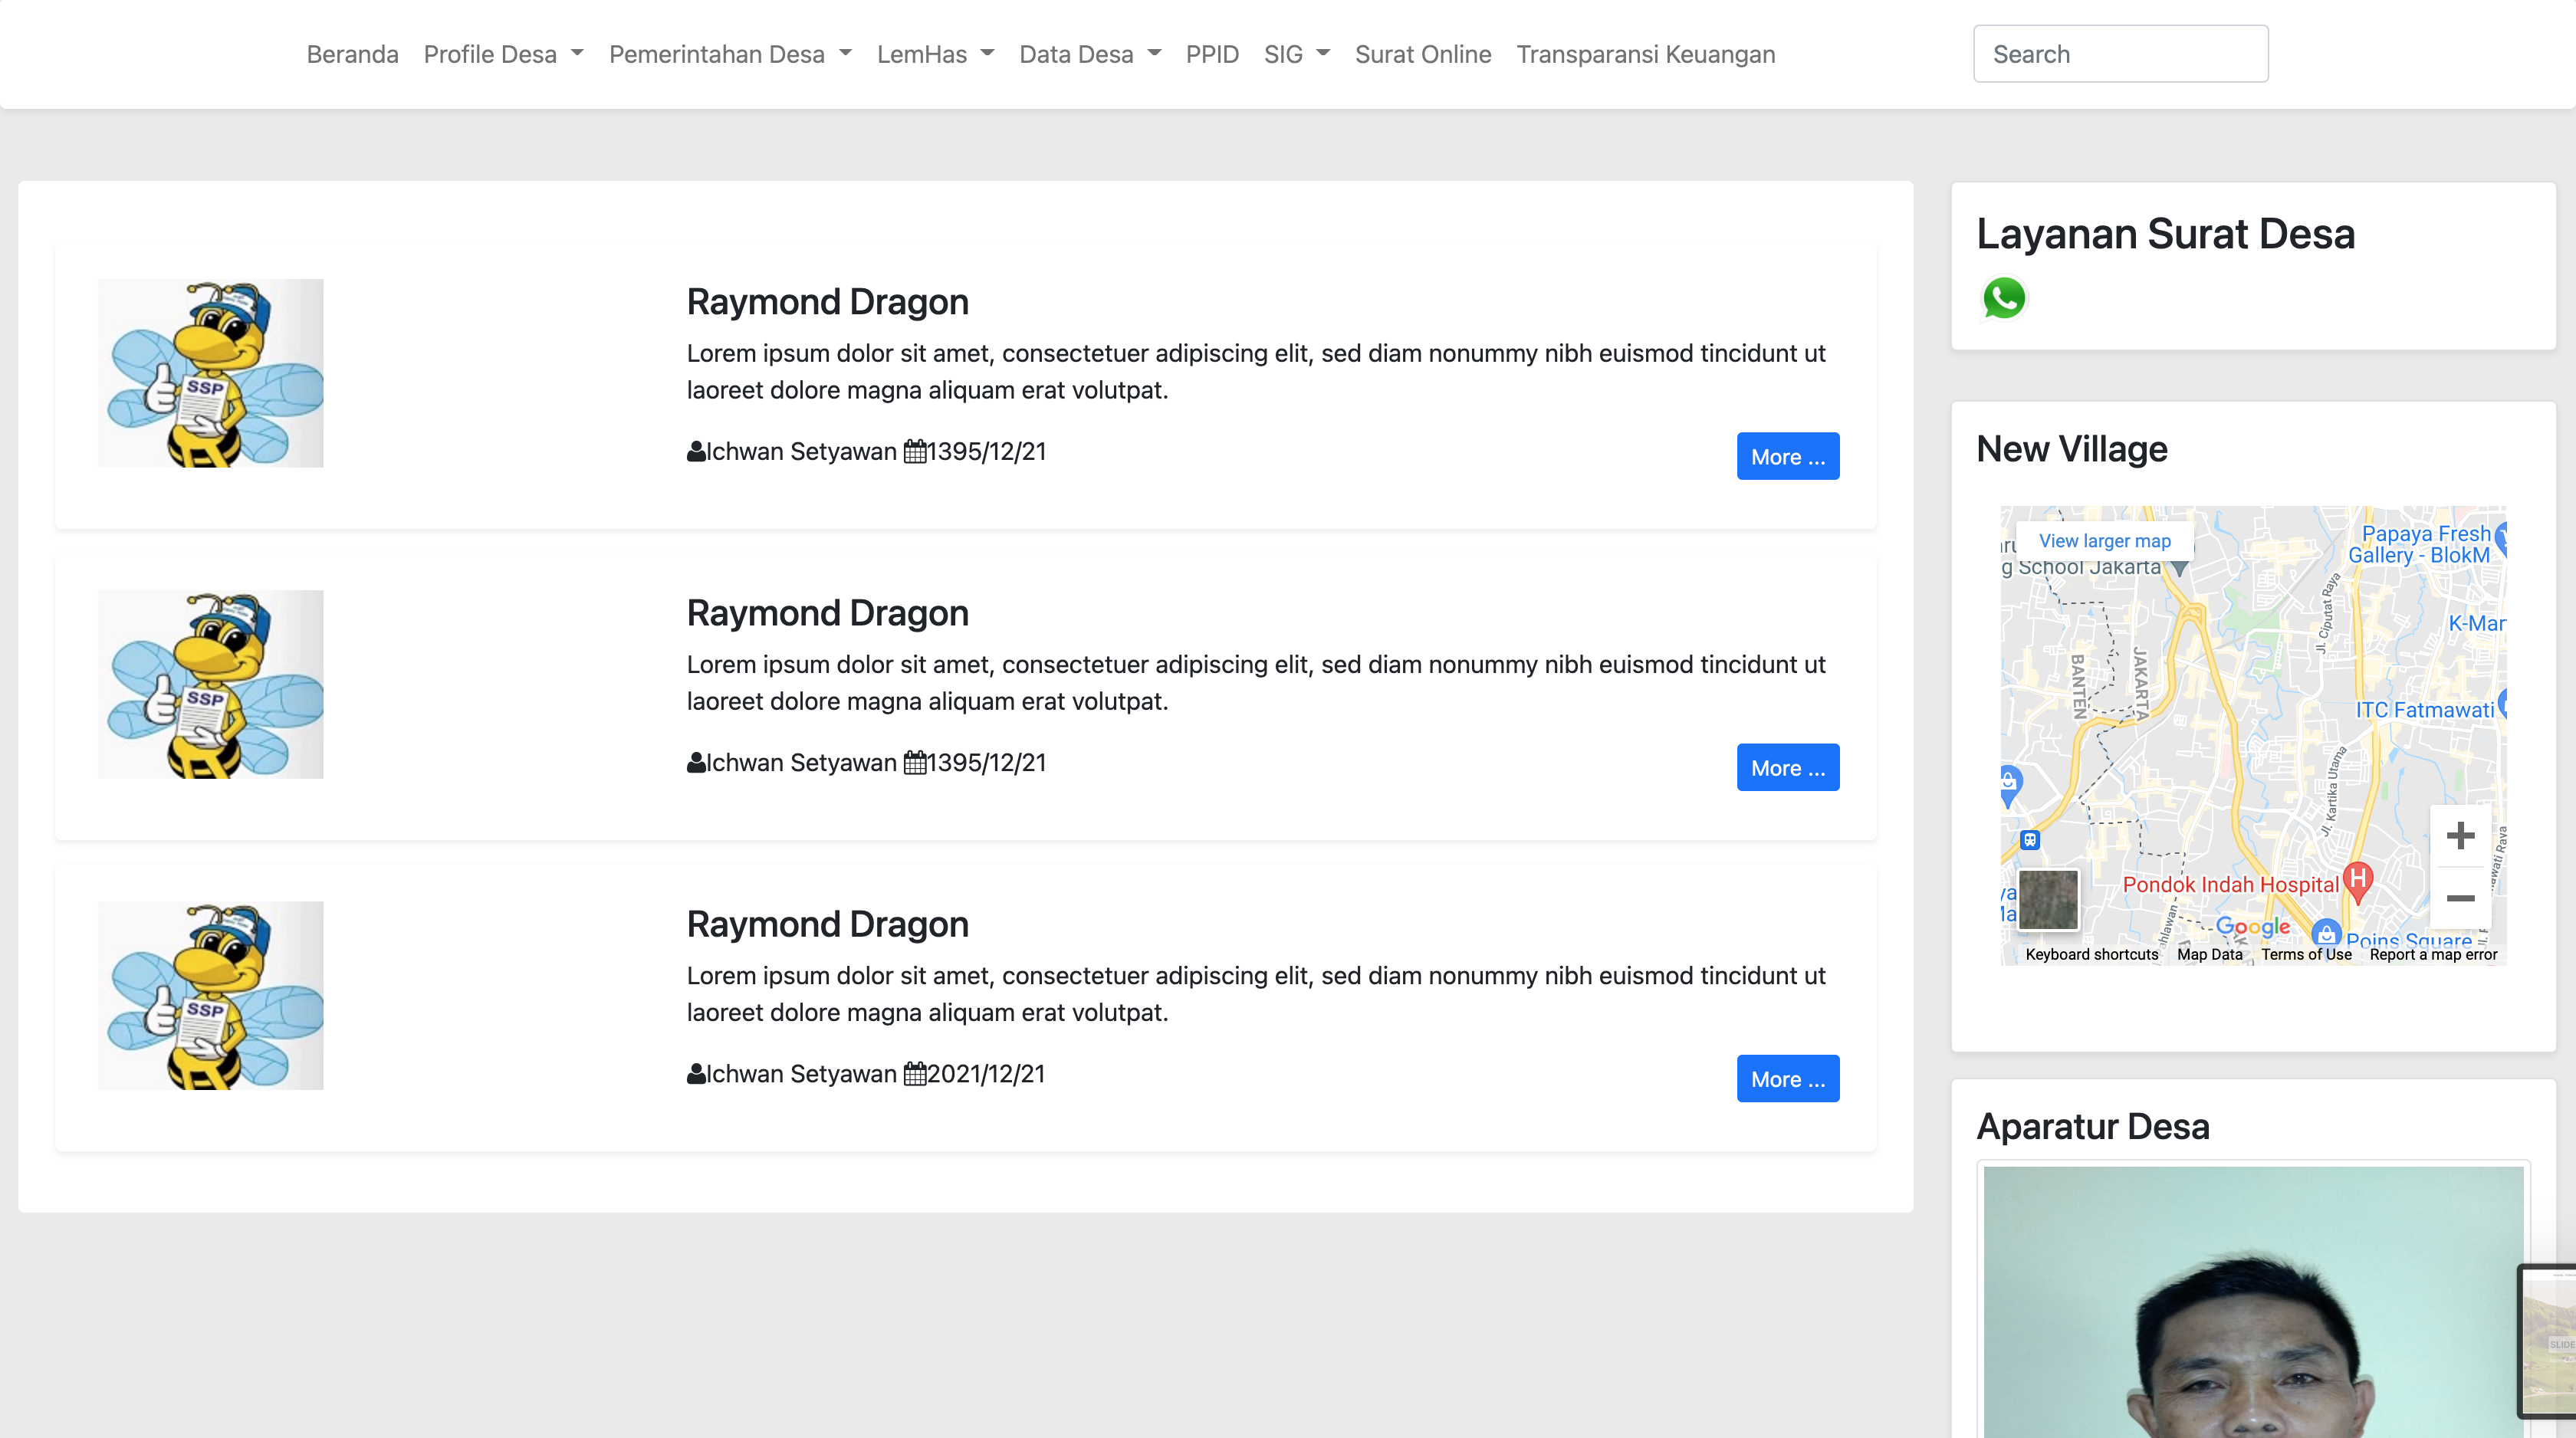 Beranda Profile Desa Pemerintahan Desa LemHas Data Desa PPID SIG Surat Online Transparansi Keuangan Search
SSP
Raymond Dragon
Lorem ipsum dolor sit amet, consectetuer adipiscing elit, sed diam nonummy nibh euismod tincidunt ut
laoreet dolore magna aliquam erat volutpat.
Ichwan Setyawan 1395/12/21
More ...
SSP
Raymond Dragon
Lorem ipsum dolor sit amet, consectetuer adipiscing elit, sed diam nonummy nibh euismod tincidunt ut
laoreet dolore magna aliquam erat volutpat.
Ichwan Setyawan 1395/12/21
More ...
SSP
Raymond Dragon
Lorem ipsum dolor sit amet, consectetuer adipiscing elit, sed diam nonummy nibh euismod tincidunt ut
laoreet dolore magna aliquam erat volutpat.
Ichwan Setyawan 2021/12/21
More ...
Layanan Surat Desa
New Village
View larger map
g School Jakarta
Papaya Fresh
Gallery - BlokM
Jl. Ciputat Raya
K-Mar
BANTEN
JAKARTA
ITC Fatmawati
Jl. Kartika Utama
Pondok Indah Hospital
H
Google
Poins Square
Keyboard shortcuts Map Data Terms of Use Report a map error
Aparatur Desa
SLIDE